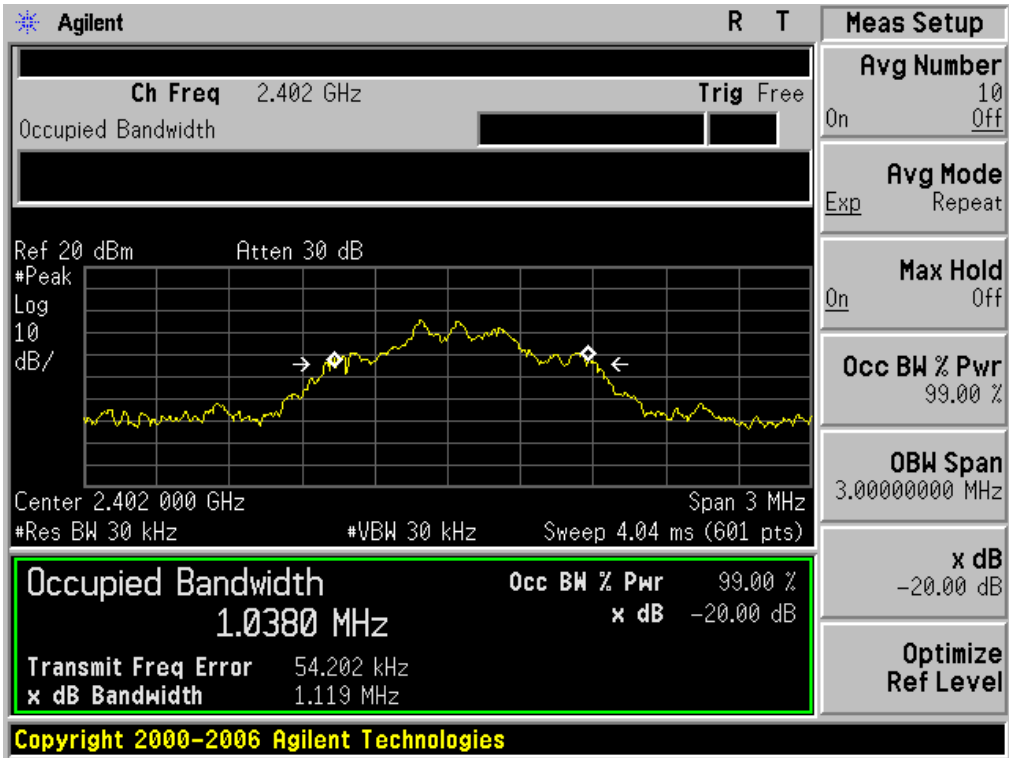 Agilent R T
Ch Freq 2.402 GHz Trig Free
Occupied Bandwidth
Ref 20 dBm Atten 30 dB
#Peak
Log
10
dB/
Center 2.402 000 GHz Span 3 MHz
#Res BW 30 kHz #VBW 30 kHz Sweep 4.04 ms (601 pts)
Occupied Bandwidth Occ BW % Pwr 99.00 %
1.0380 MHz x dB -20.00 dB
Transmit Freq Error 54.202 kHz
x dB Bandwidth 1.119 MHz
Copyright 2000-2006 Agilent Technologies
Meas Setup
Avg Number
10
On Off
Avg Mode
Exp Repeat
Max Hold
On Off
Occ BW % Pwr
99.00 %
OBW Span
3.00000000 MHz
x dB
-20.00 dB
Optimize
Ref Level